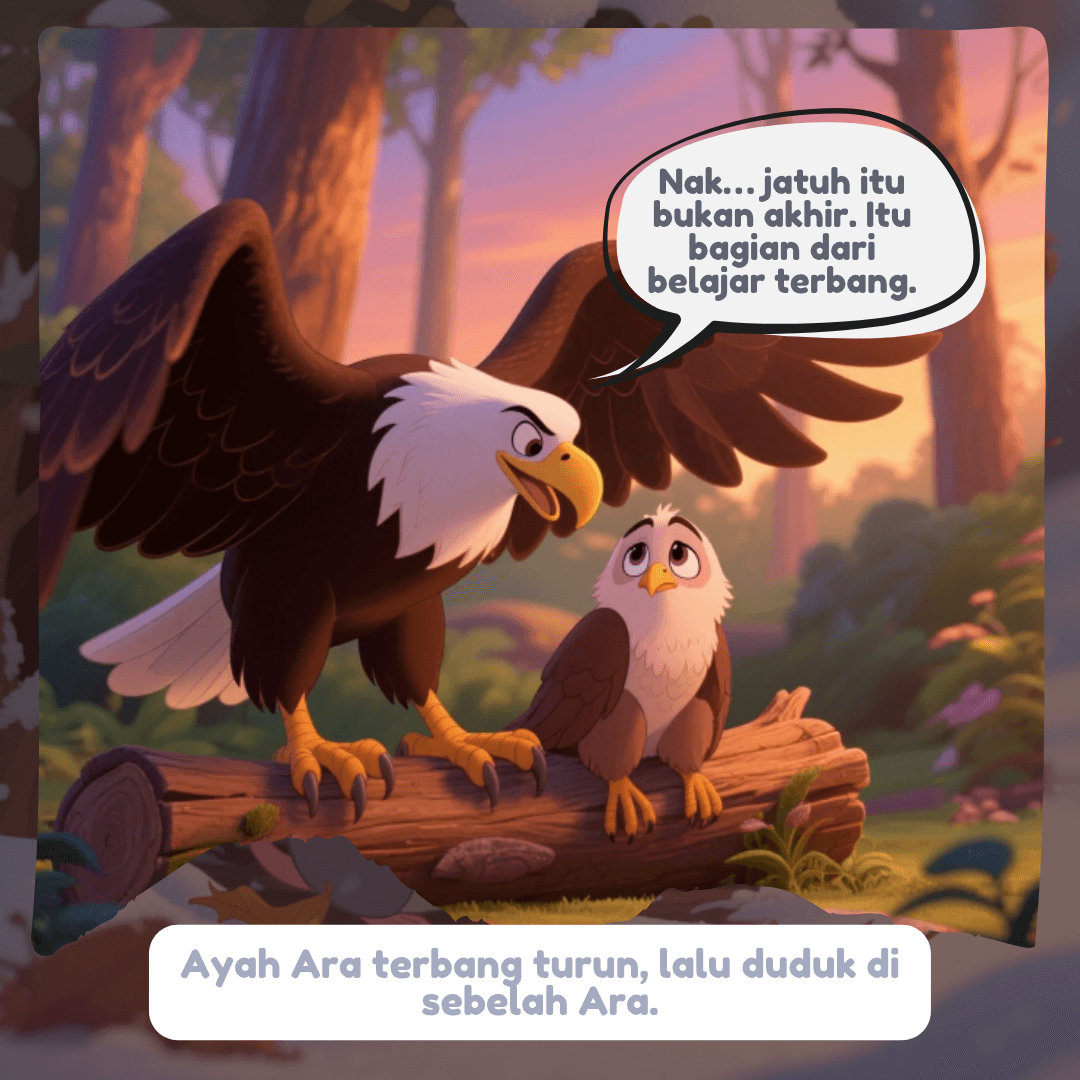 Nak... jatuh itu
bukan akhir. Itu
bagian dari
belajar terbang.
Ayah Ara terbang turun, lalu duduk di
sebelah Ara.